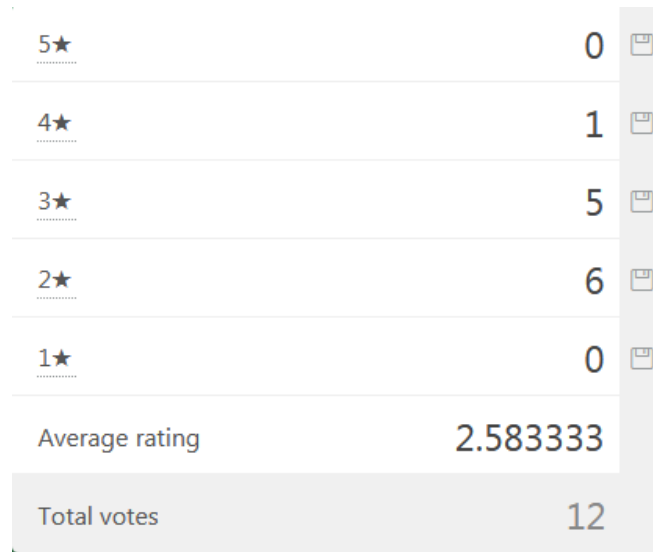 5★ 0
4★ 1
3★ 5
2★ 6
1★ 0
Average rating 2.583333
Total votes 12